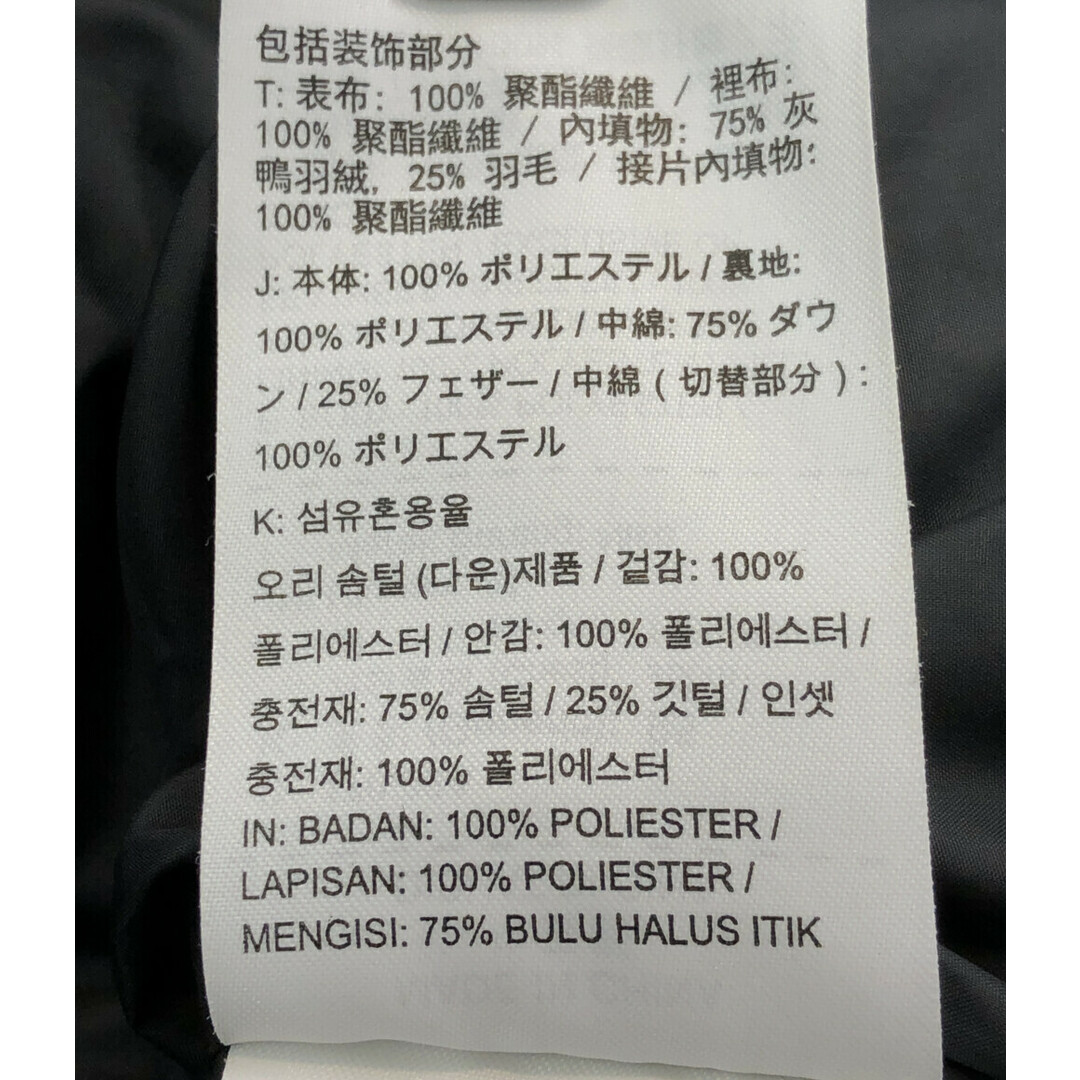 包括装饰部分
T: 表布: 100% 聚酯纖維 / 裡布:
100% 聚酯纖維 / 內填物: 75% 灰
鴨羽絨, 25% 羽毛 / 接片內填物:
100% 聚酯纖維
J: 本体: 100% ポリエステル / 裏地:
100% ポリエステル / 中綿: 75% ダウ
ン / 25% フェザー / 中綿 ( 切替部分 ) :
100% ポリエステル
K: 섬유혼용율
오리 솜털 (다운)제품 / 겉감: 100%
폴리에스터 / 안감: 100% 폴리에스터 /
충전재: 75% 솜털 / 25% 깃털 / 인셋
충전재: 100% 폴리에스터
IN: BADAN: 100% POLIESTER /
LAPISAN: 100% POLIESTER /
MENGISI: 75% BULU HALUS ITIK